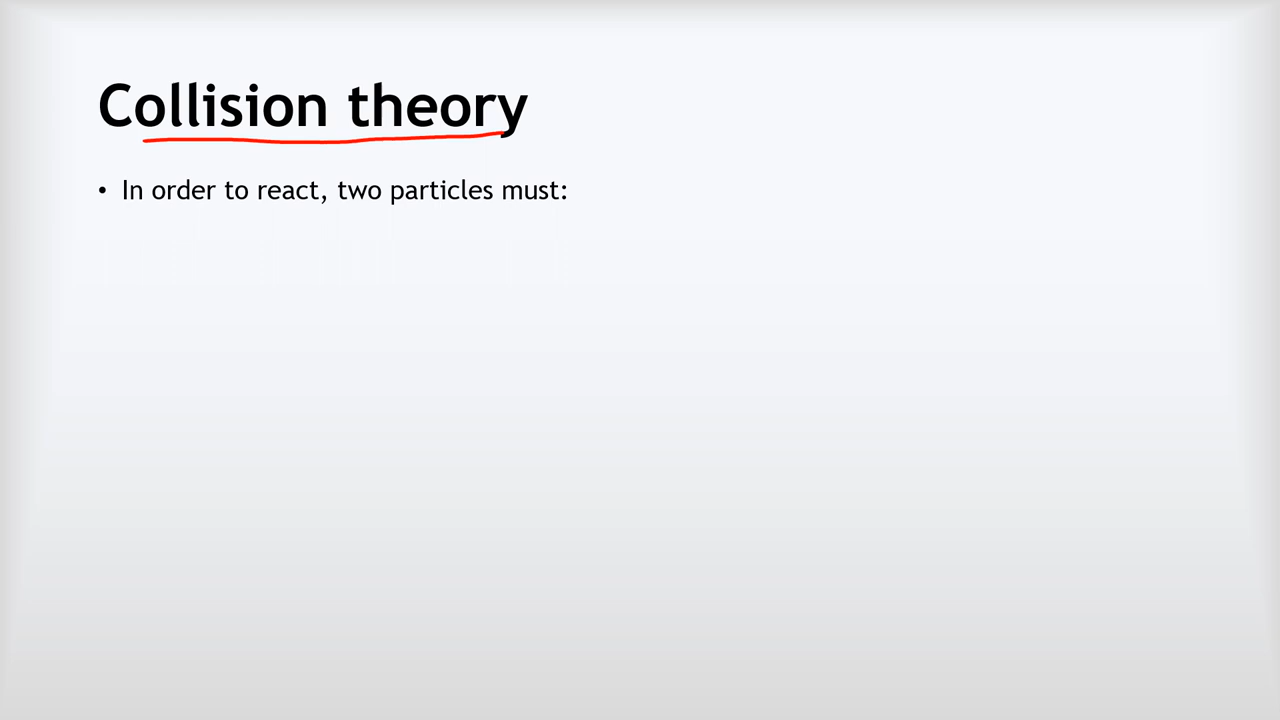 Collision theory
• In order to react, two particles must: